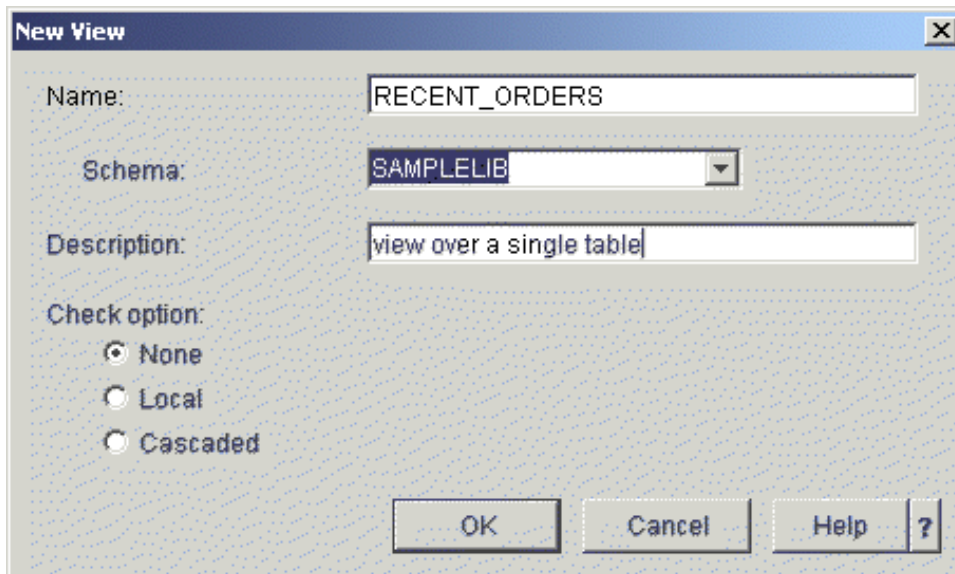 New View
Name: RECENT_ORDERS
Schema: SAMPLELIB
Description: view over a single table
Check option:
None
Local
Cascaded
OK Cancel Help ?